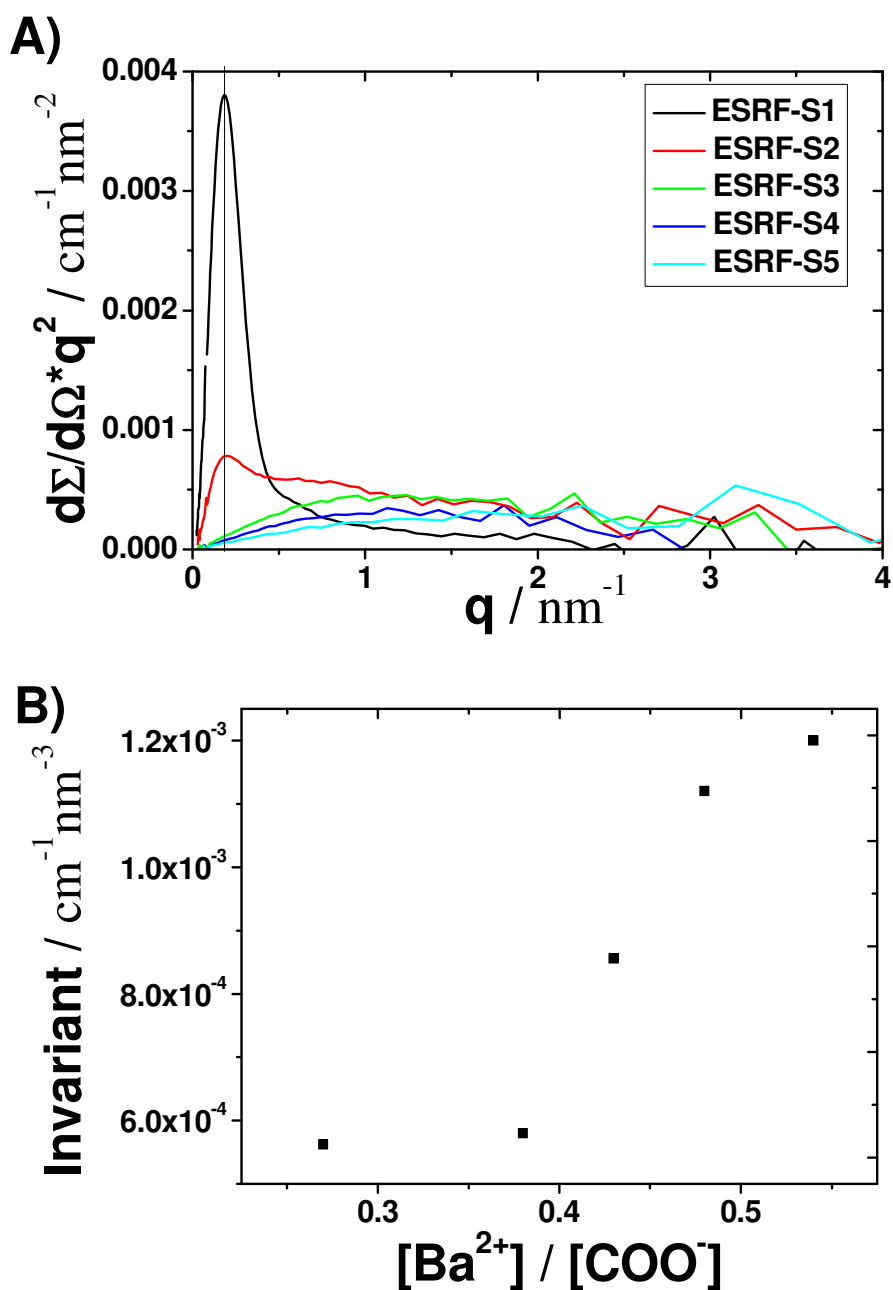 A)
0.004
0.003
0.002
0.001
0.000
dΣ/dΩ*q² / cm⁻¹nm⁻²
ESRF-S1
ESRF-S2
ESRF-S3
ESRF-S4
ESRF-S5
0 1 2 3 4
q / nm⁻¹
B)
1.2x10⁻³
1.0x10⁻³
8.0x10⁻⁴
6.0x10⁻⁴
Invariant / cm⁻¹nm⁻³
0.3 0.4 0.5
[Ba²⁺] / [COO⁻]